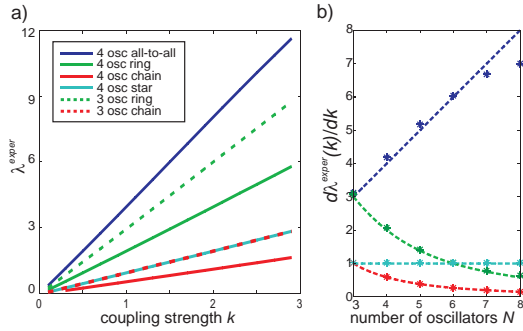 a)
12
9
6
3
0
λ^exper
4 osc all-to-all
4 osc ring
4 osc chain
4 osc star
3 osc ring
3 osc chain
0
1
2
3
coupling strength k
b)
8
7
6
5
4
3
2
1
0
dλ^exper(k)/dk
3
4
5
6
7
8
number of oscillators N